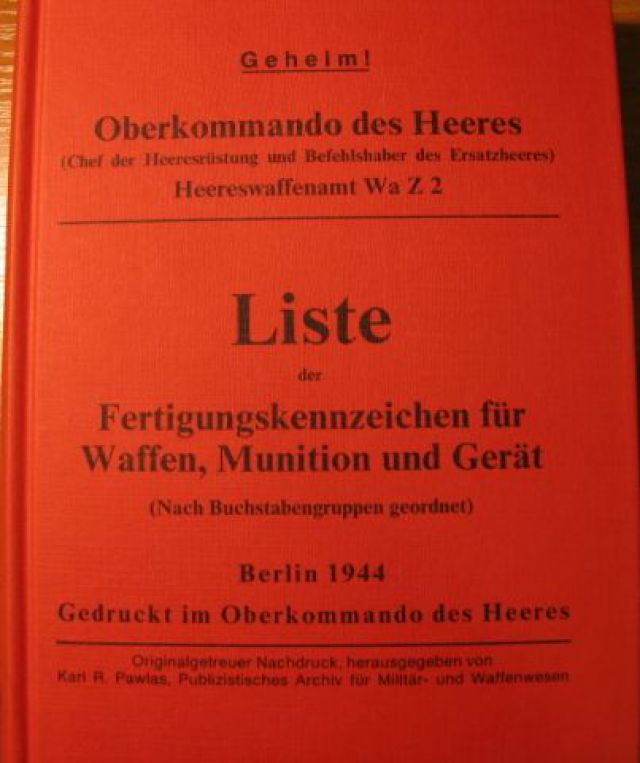 Geheim!
Oberkommando des Heeres
(Chef der Heeresrüstung und Befehlshaber des Ersatzheeres)
Heereswaffenamt Wa Z 2
Liste
der
Fertigungskennzeichen für
Waffen, Munition und Gerät
(Nach Buchstabengruppen geordnet)
Berlin 1944
Gedruckt im Oberkommando des Heeres
Originalgetreuer Nachdruck, herausgegeben von
Karl R. Pawlas, Publizistisches Archiv für Militär- und Waffenwesen